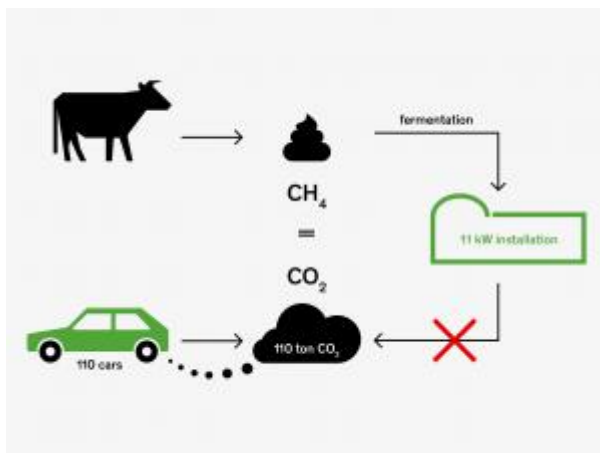 fermentation
CH₄
=
11 kW installation
CO₂
110 ton CO₂
110 cars